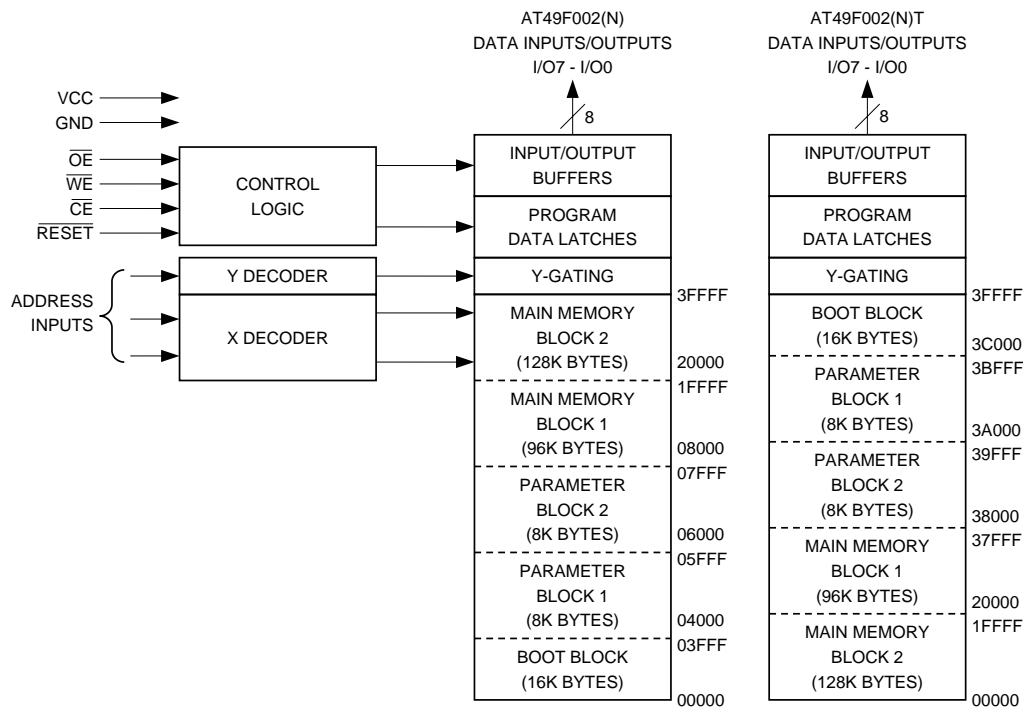 AT49F002(N)
DATA INPUTS/OUTPUTS
I/O7 - I/O0
8
AT49F002(N)T
DATA INPUTS/OUTPUTS
I/O7 - I/O0
8
VCC
GND
OE
WE
CE
RESET
CONTROL
LOGIC
ADDRESS
INPUTS
Y DECODER
X DECODER
INPUT/OUTPUT
BUFFERS
PROGRAM
DATA LATCHES
Y-GATING
3FFFF
MAIN MEMORY
BLOCK 2
(128K BYTES)
20000
1FFFF
MAIN MEMORY
BLOCK 1
(96K BYTES)
08000
07FFF
PARAMETER
BLOCK 2
(8K BYTES)
06000
05FFF
PARAMETER
BLOCK 1
(8K BYTES)
04000
03FFF
BOOT BLOCK
(16K BYTES)
00000
INPUT/OUTPUT
BUFFERS
PROGRAM
DATA LATCHES
Y-GATING
3FFFF
BOOT BLOCK
(16K BYTES)
3C000
3BFFF
PARAMETER
BLOCK 1
(8K BYTES)
3A000
39FFF
PARAMETER
BLOCK 2
(8K BYTES)
38000
37FFF
MAIN MEMORY
BLOCK 1
(96K BYTES)
20000
1FFFF
MAIN MEMORY
BLOCK 2
(128K BYTES)
00000